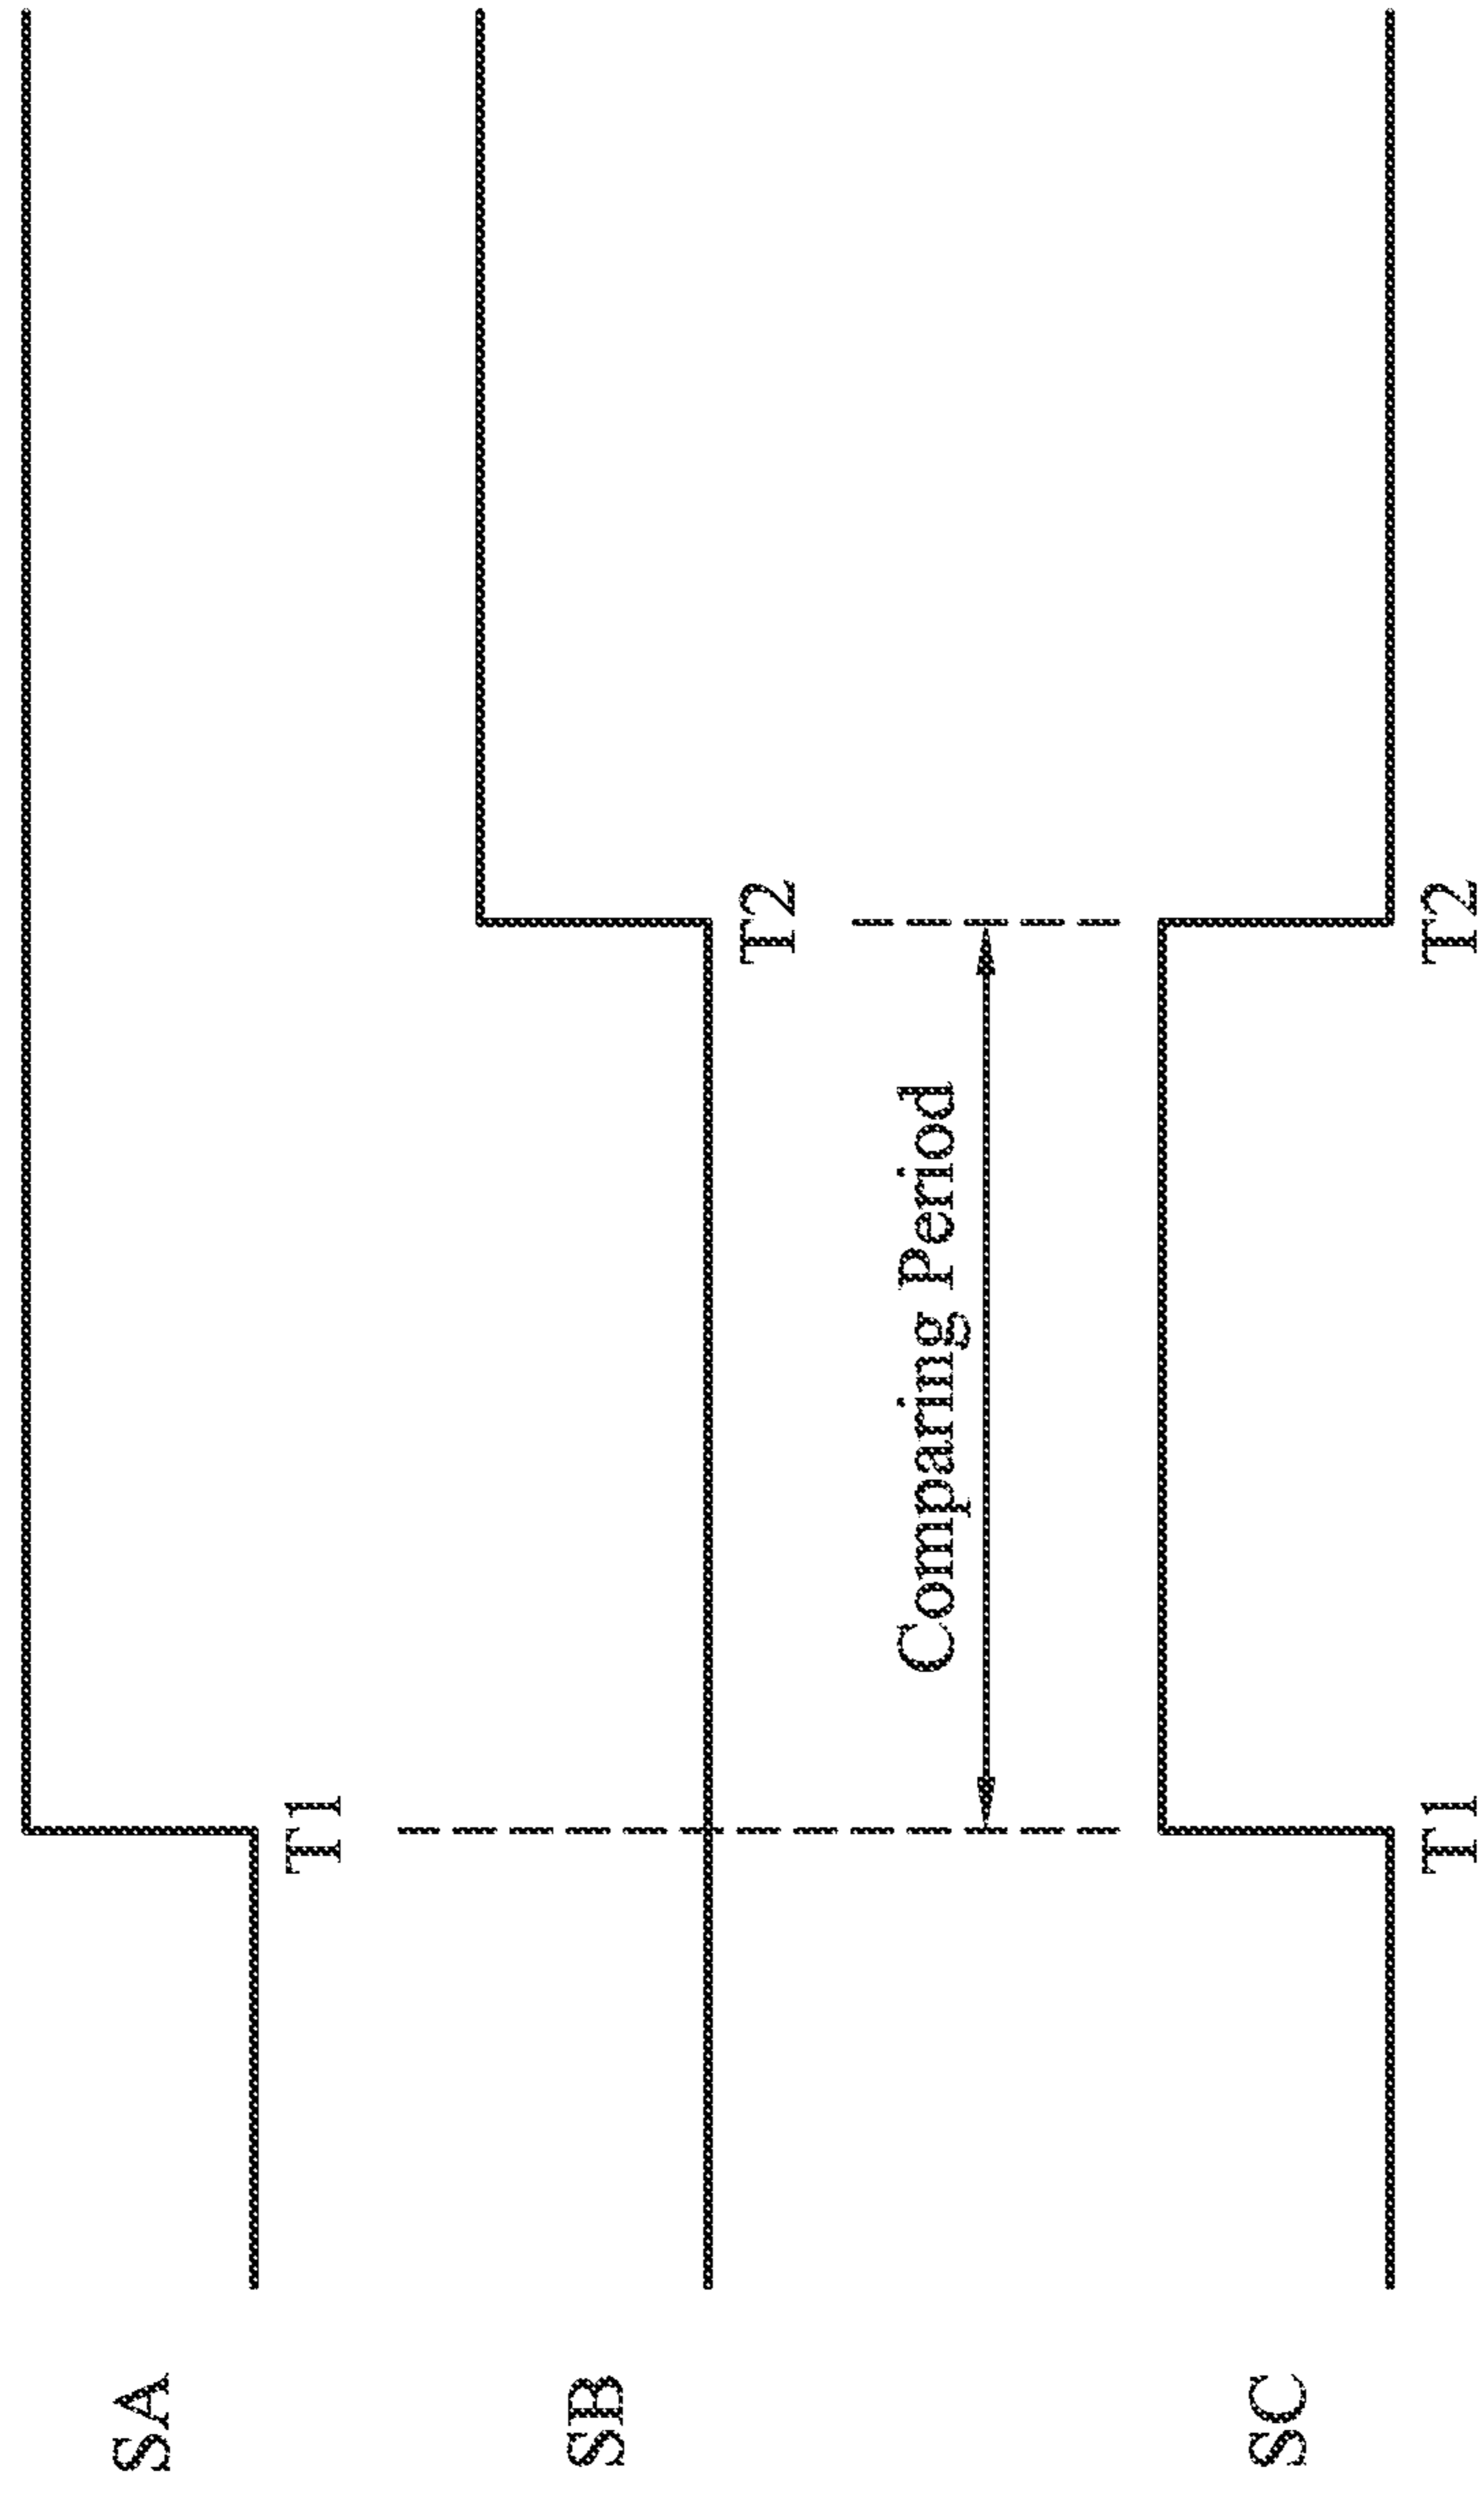 SA
T1
SB
T2
Comparing Period
SC
T1
T2